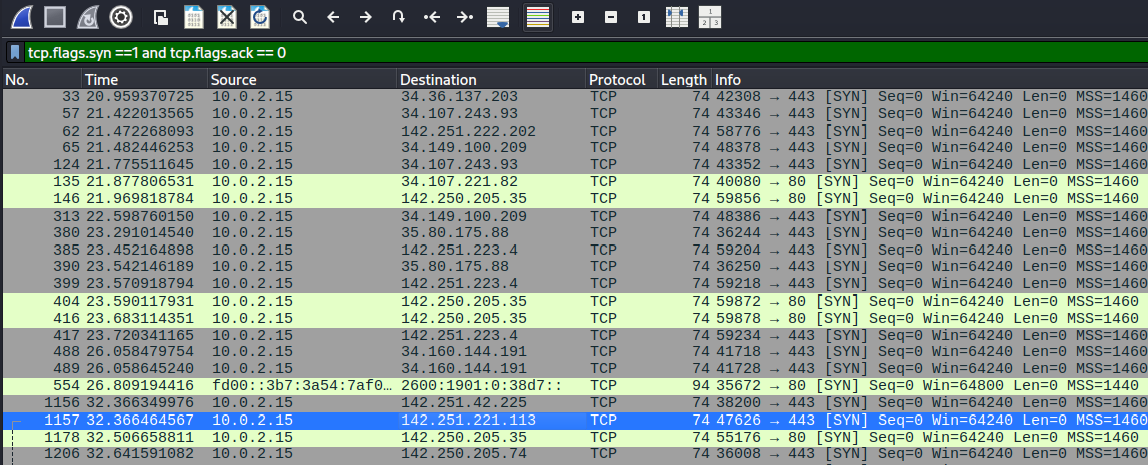 tcp.flags.syn ==1 and tcp.flags.ack == 0
No. Time Source Destination Protocol Length Info
33 20.959370725 10.0.2.15 34.36.137.203 TCP 74 42308 → 443 [SYN] Seq=0 Win=64240 Len=0 MSS=1460
57 21.422013565 10.0.2.15 34.107.243.93 TCP 74 43346 → 443 [SYN] Seq=0 Win=64240 Len=0 MSS=1460
62 21.472268093 10.0.2.15 142.251.222.202 TCP 74 58776 → 443 [SYN] Seq=0 Win=64240 Len=0 MSS=1460
65 21.482446253 10.0.2.15 34.149.100.209 TCP 74 48378 → 443 [SYN] Seq=0 Win=64240 Len=0 MSS=1460
124 21.775511645 10.0.2.15 34.107.243.93 TCP 74 43352 → 443 [SYN] Seq=0 Win=64240 Len=0 MSS=1460
135 21.877806531 10.0.2.15 34.107.221.82 TCP 74 40080 → 80 [SYN] Seq=0 Win=64240 Len=0 MSS=1460
146 21.969818784 10.0.2.15 142.250.205.35 TCP 74 59856 → 80 [SYN] Seq=0 Win=64240 Len=0 MSS=1460
313 22.598760150 10.0.2.15 34.149.100.209 TCP 74 48386 → 443 [SYN] Seq=0 Win=64240 Len=0 MSS=1460
380 23.291014540 10.0.2.15 35.80.175.88 TCP 74 36244 → 443 [SYN] Seq=0 Win=64240 Len=0 MSS=1460
385 23.452164898 10.0.2.15 142.251.223.4 TCP 74 59204 → 443 [SYN] Seq=0 Win=64240 Len=0 MSS=1460
390 23.542146189 10.0.2.15 35.80.175.88 TCP 74 36250 → 443 [SYN] Seq=0 Win=64240 Len=0 MSS=1460
399 23.570918794 10.0.2.15 142.251.223.4 TCP 74 59218 → 443 [SYN] Seq=0 Win=64240 Len=0 MSS=1460
404 23.590117931 10.0.2.15 142.250.205.35 TCP 74 59872 → 80 [SYN] Seq=0 Win=64240 Len=0 MSS=1460
416 23.683114351 10.0.2.15 142.250.205.35 TCP 74 59878 → 80 [SYN] Seq=0 Win=64240 Len=0 MSS=1460
417 23.720341165 10.0.2.15 142.251.223.4 TCP 74 59234 → 443 [SYN] Seq=0 Win=64240 Len=0 MSS=1460
488 26.058479754 10.0.2.15 34.160.144.191 TCP 74 41718 → 443 [SYN] Seq=0 Win=64240 Len=0 MSS=1460
489 26.058645240 10.0.2.15 34.160.144.191 TCP 74 41728 → 443 [SYN] Seq=0 Win=64240 Len=0 MSS=1460
554 26.809194416 fd00::3b7:3a54:7af0… 2600:1901:0:38d7:: TCP 94 35672 → 80 [SYN] Seq=0 Win=64800 Len=0 MSS=1440
1156 32.366349976 10.0.2.15 142.251.42.225 TCP 74 38200 → 443 [SYN] Seq=0 Win=64240 Len=0 MSS=1460
1157 32.366464567 10.0.2.15 142.251.221.113 TCP 74 47626 → 443 [SYN] Seq=0 Win=64240 Len=0 MSS=1460
1178 32.506658811 10.0.2.15 142.250.205.35 TCP 74 55176 → 80 [SYN] Seq=0 Win=64240 Len=0 MSS=1460
1206 32.641591082 10.0.2.15 142.250.205.74 TCP 74 36008 → 443 [SYN] Seq=0 Win=64240 Len=0 MSS=1460